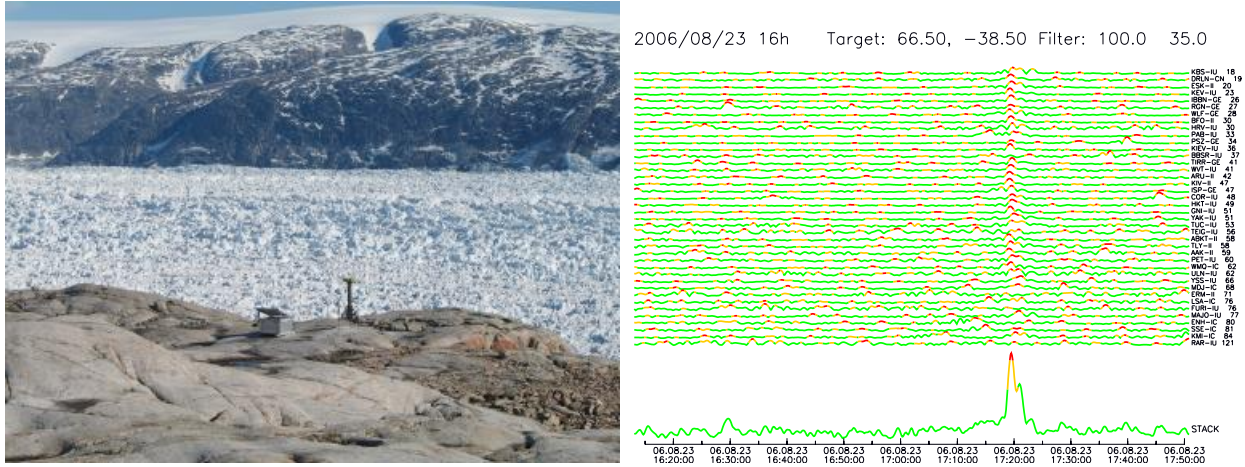 2006/08/23 16h Target: 66.50, -38.50 Filter: 100.0 35.0
KBS-IU 18
DRLN-CN 19
ESK-II 20
KEV-IU 23
IBBN-GE 26
RGN-GE 27
WLF-GE 28
BFO-II 30
HRV-IU 30
PAB-IU 33
PSZ-GE 34
KIEV-IU 36
BBSR-IU 37
TIRR-GE 41
WVT-IU 41
ARU-II 42
KIV-II 47
ISP-GE 47
COR-IU 48
HKT-IU 49
GNI-IU 51
YAK-IU 51
TUC-IU 53
TEIG-IU 56
ABKT-II 58
TLY-II 58
AAK-II 59
PET-IU 60
WMQ-IC 62
ULN-IU 62
YSS-IU 66
MDJ-IC 68
ERM-II 71
LSA-IC 76
FURI-IU 76
MAJO-IU 77
ENH-IC 80
SSE-IC 81
KMI-IC 84
RAR-IU 121
STACK
06.08.23 06.08.23 06.08.23 06.08.23 06.08.23 06.08.23 06.08.23 06.08.23 06.08.23 06.08.23
16:20:00 16:30:00 16:40:00 16:50:00 17:00:00 17:10:00 17:20:00 17:30:00 17:40:00 17:50:00